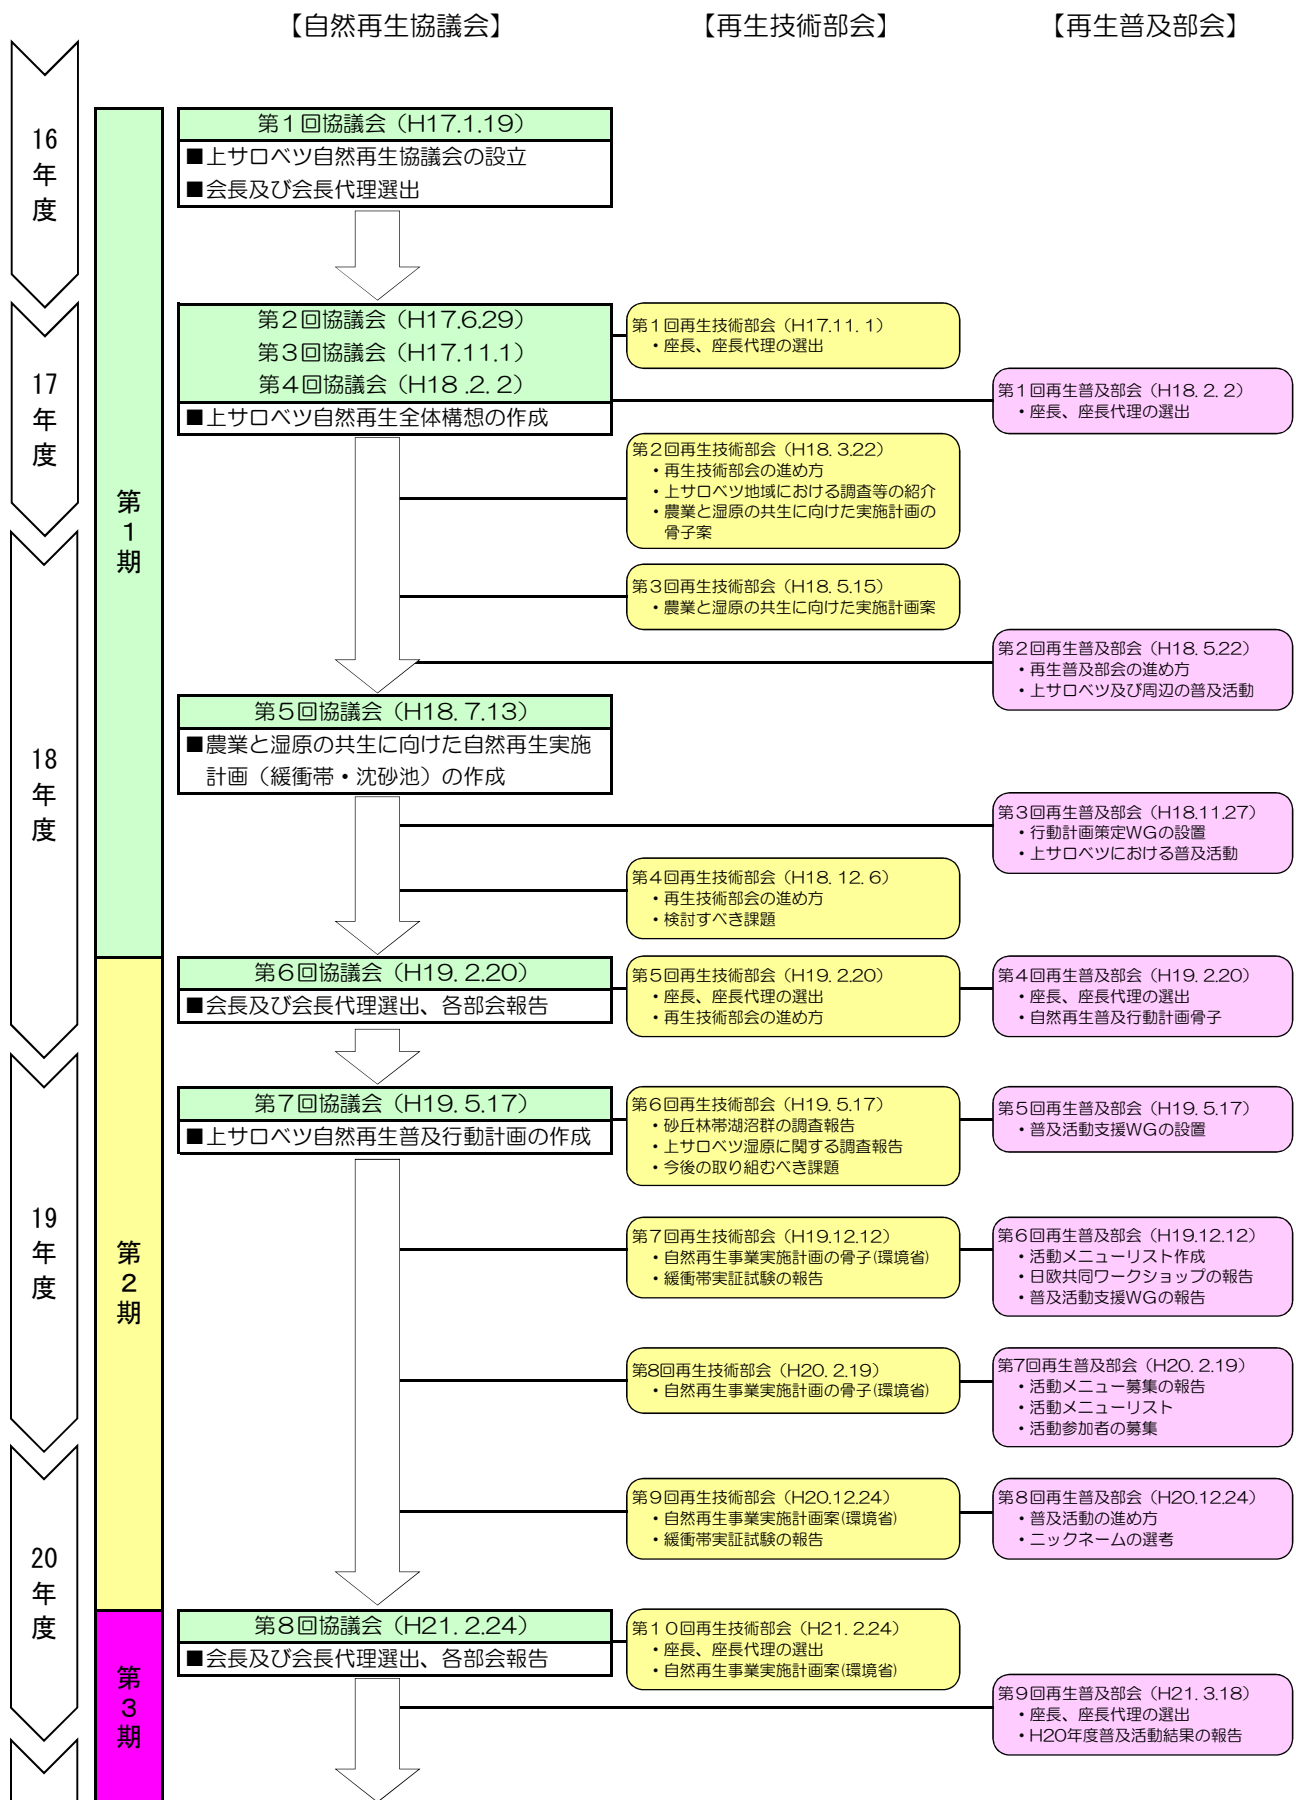 【自然再生協議会】
【再生技術部会】
【再生普及部会】
16
年
度
第1回協議会（H17.1.19）
■上サロベツ自然再生協議会の設立
■会長及び会長代理選出
17
年
度
第2回協議会（H17.6.29）
第3回協議会（H17.11.1）
第4回協議会（H18.2.2）
■上サロベツ自然再生全体構想の作成
第1回再生技術部会（H17.11.1）
・座長、座長代理の選出
第1回再生普及部会（H18.2.2）
・座長、座長代理の選出
第2回再生技術部会（H18.3.22）
・再生技術部会の進め方
・上サロベツ地域における調査等の紹介
・農業と湿原の共生に向けた実施計画の
骨子案
第
1
期
第3回再生技術部会（H18.5.15）
・農業と湿原の共生に向けた実施計画案
第2回再生普及部会（H18.5.22）
・再生普及部会の進め方
・上サロベツ及び周辺の普及活動
18
年
度
第5回協議会（H18.7.13）
■農業と湿原の共生に向けた自然再生実施
計画（緩衝帯・沈砂池）の作成
第3回再生普及部会（H18.11.27）
・行動計画策定WGの設置
・上サロベツにおける普及活動
第4回再生技術部会（H18.12.6）
・再生技術部会の進め方
・検討すべき課題
第6回協議会（H19.2.20）
■会長及び会長代理選出、各部会報告
第5回再生技術部会（H19.2.20）
・座長、座長代理の選出
・再生技術部会の進め方
第4回再生普及部会（H19.2.20）
・座長、座長代理の選出
・自然再生普及行動計画骨子
第7回協議会（H19.5.17）
■上サロベツ自然再生普及行動計画の作成
第6回再生技術部会（H19.5.17）
・砂丘林帯湖沼群の調査報告
・上サロベツ湿原に関する調査報告
・今後の取り組むべき課題
第5回再生普及部会（H19.5.17）
・普及活動支援WGの設置
19
年
度
第
2
期
第7回再生技術部会（H19.12.12）
・自然再生事業実施計画の骨子(環境省)
・緩衝帯実証試験の報告
第6回再生普及部会（H19.12.12）
・活動メニューリスト作成
・日欧共同ワークショップの報告
・普及活動支援WGの報告
第8回再生技術部会（H20.2.19）
・自然再生事業実施計画の骨子(環境省)
第7回再生普及部会（H20.2.19）
・活動メニュー募集の報告
・活動メニューリスト
・活動参加者の募集
20
年
度
第9回再生技術部会（H20.12.24）
・自然再生事業実施計画案(環境省)
・緩衝帯実証試験の報告
第8回再生普及部会（H20.12.24）
・普及活動の進め方
・ニックネームの選考
第8回協議会（H21.2.24）
■会長及び会長代理選出、各部会報告
第10回再生技術部会（H21.2.24）
・座長、座長代理の選出
・自然再生事業実施計画案(環境省)
第
3
期
第9回再生普及部会（H21.3.18）
・座長、座長代理の選出
・H20年度普及活動結果の報告